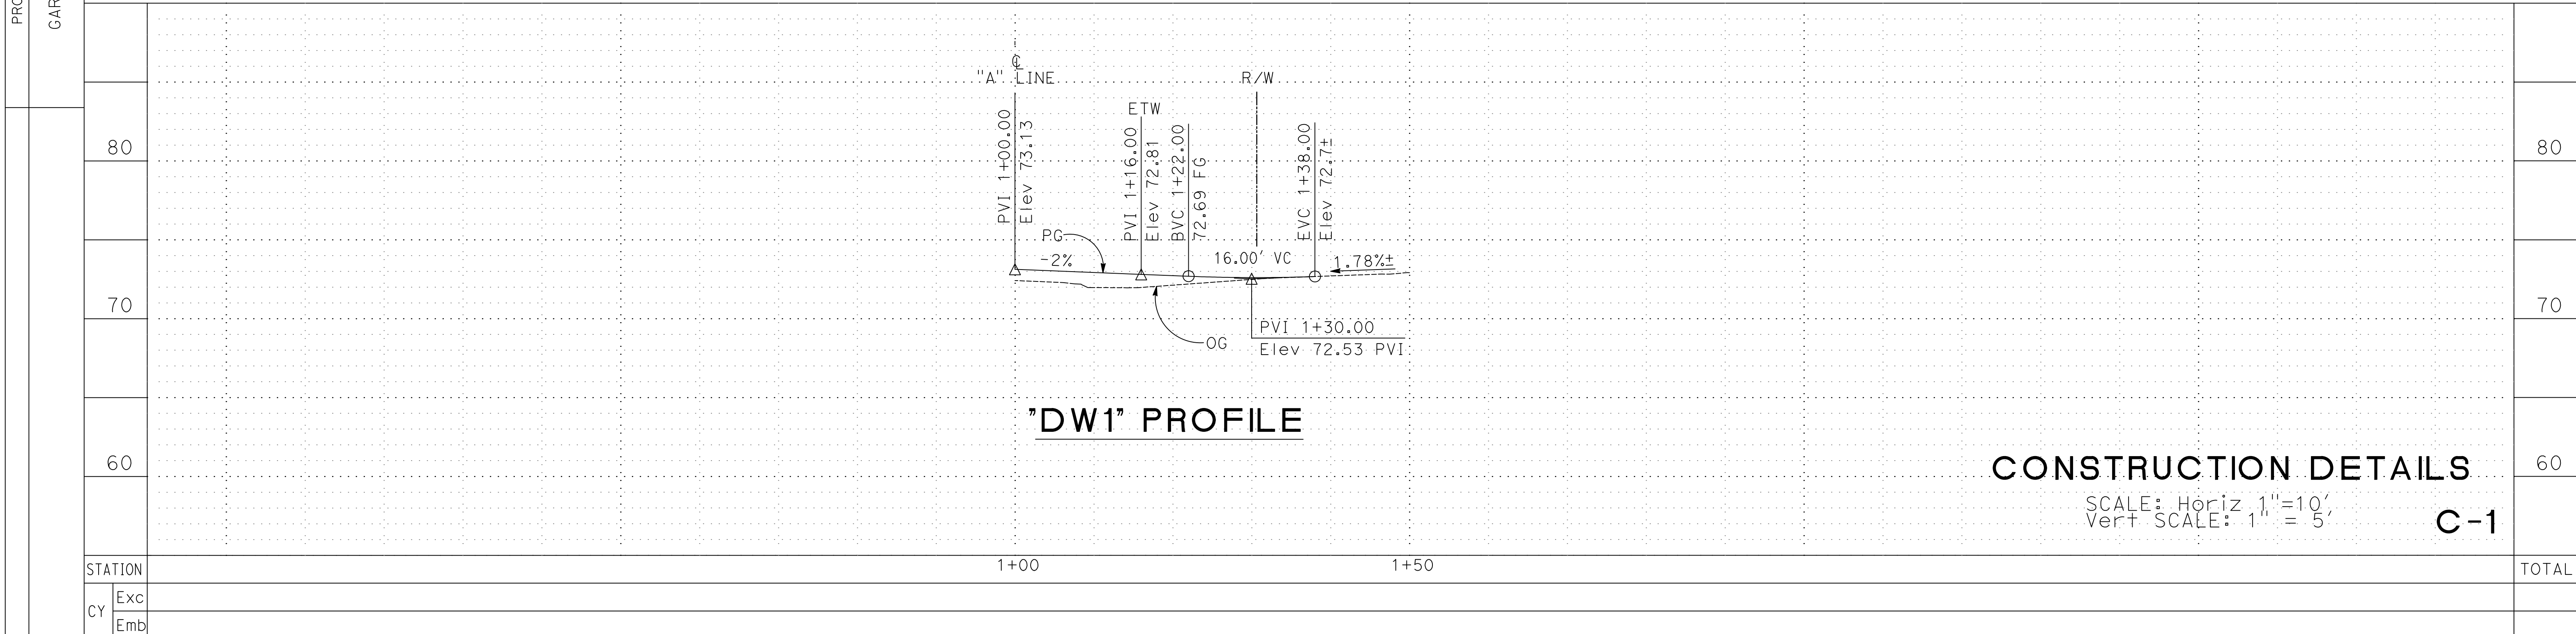 PRO
GAR
℄
"A" LINE
R/W
ETW
PVI 1+00.00
Elev 73.13
PVI 1+16.00
Elev 72.81
BVC 1+22.00
72.69 FG
EVC 1+38.00
Elev 72.7±
80
80
PG
-2%
16.00' VC
1.78%±
70
70
PVI 1+30.00
Elev 72.53 PVI
OG
"DW1" PROFILE
60
60
CONSTRUCTION DETAILS
SCALE: Horiz 1"=10'
Vert SCALE: 1" = 5'
C-1
STATION
1+00
1+50
TOTAL
CY
Exc
Emb